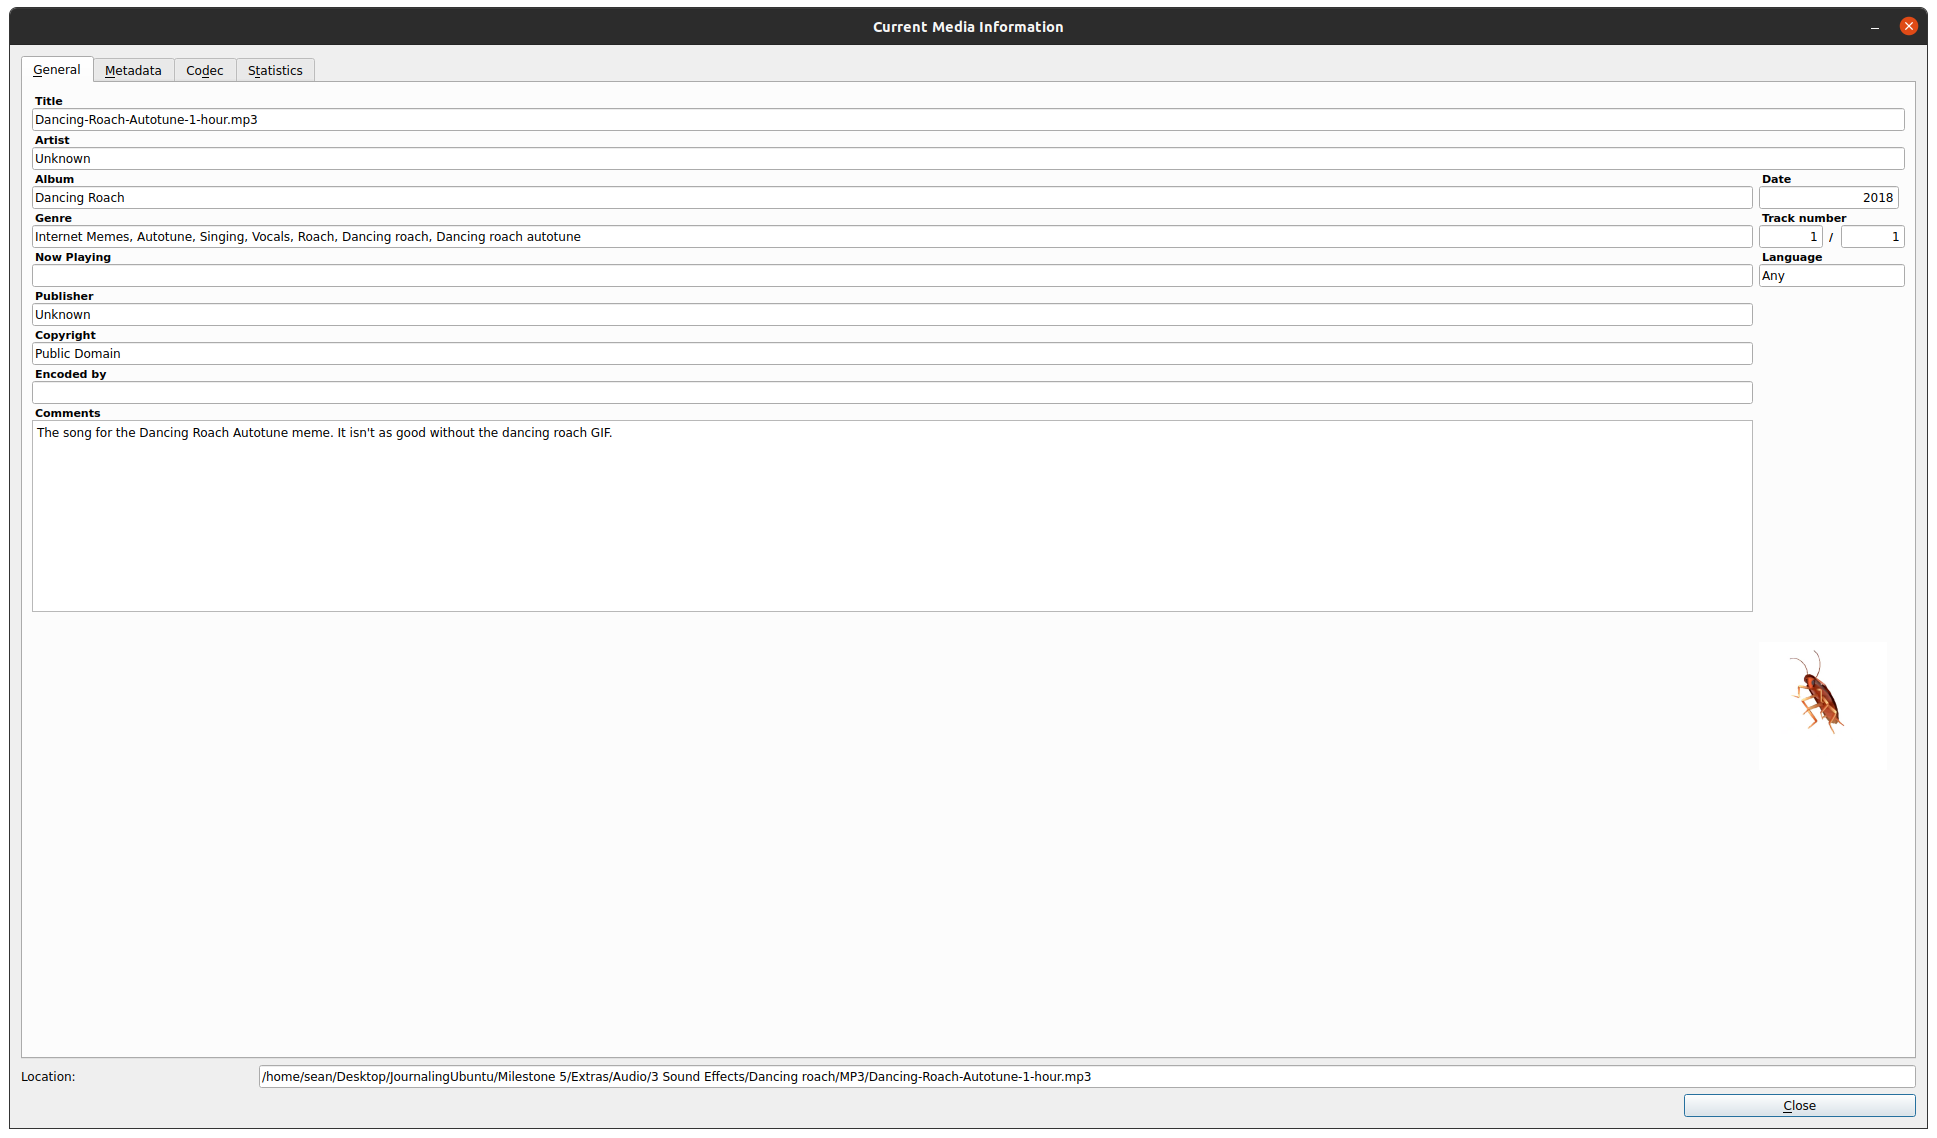 Current Media Information
General Metadata Codec Statistics
Title
Dancing-Roach-Autotune-1-hour.mp3
Artist
Unknown
Album Date
Dancing Roach 2018
Genre Track number
Internet Memes, Autotune, Singing, Vocals, Roach, Dancing roach, Dancing roach autotune 1 / 1
Now Playing Language
Any
Publisher
Unknown
Copyright
Public Domain
Encoded by
Comments
The song for the Dancing Roach Autotune meme. It isn't as good without the dancing roach GIF.
Location: /home/sean/Desktop/JournalingUbuntu/Milestone 5/Extras/Audio/3 Sound Effects/Dancing roach/MP3/Dancing-Roach-Autotune-1-hour.mp3
Close